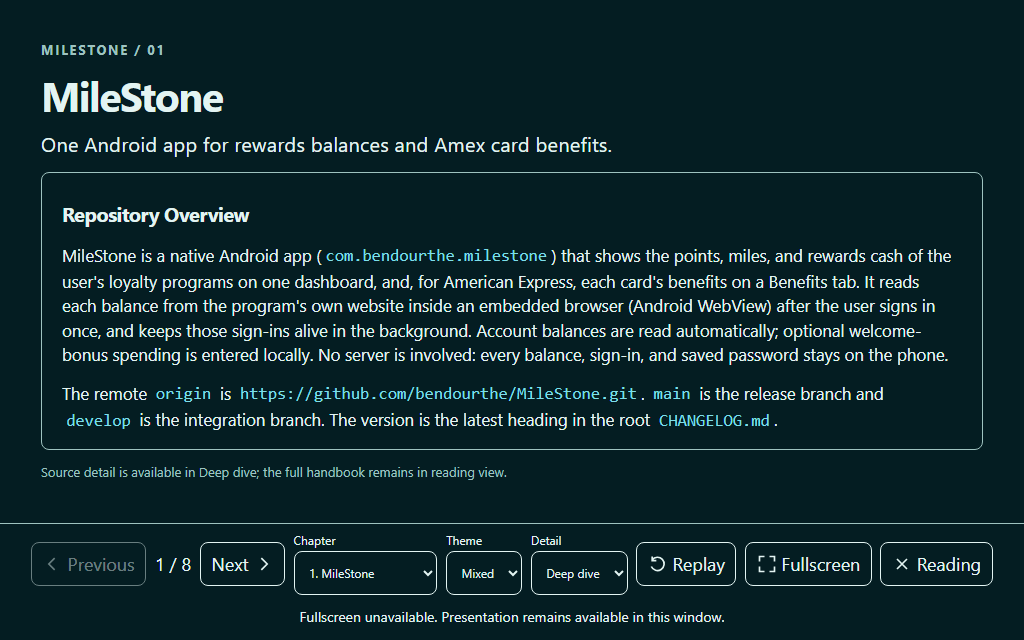 MILESTONE / 01
MileStone
One Android app for rewards balances and Amex card benefits.
Repository Overview
MileStone is a native Android app ( com.bendourthe.milestone ) that shows the points, miles, and rewards cash of the
user's loyalty programs on one dashboard, and, for American Express, each card's benefits on a Benefits tab. It reads
each balance from the program's own website inside an embedded browser (Android WebView) after the user signs in
once, and keeps those sign-ins alive in the background. Account balances are read automatically; optional welcome-
bonus spending is entered locally. No server is involved: every balance, sign-in, and saved password stays on the phone.
The remote origin is https://github.com/bendourthe/MileStone.git . main is the release branch and
develop is the integration branch. The version is the latest heading in the root CHANGELOG.md .
Source detail is available in Deep dive; the full handbook remains in reading view.
Chapter Theme Detail
Previous 1 / 8 Next 1. MileStone Mixed Deep dive Replay Fullscreen Reading
Fullscreen unavailable. Presentation remains available in this window.